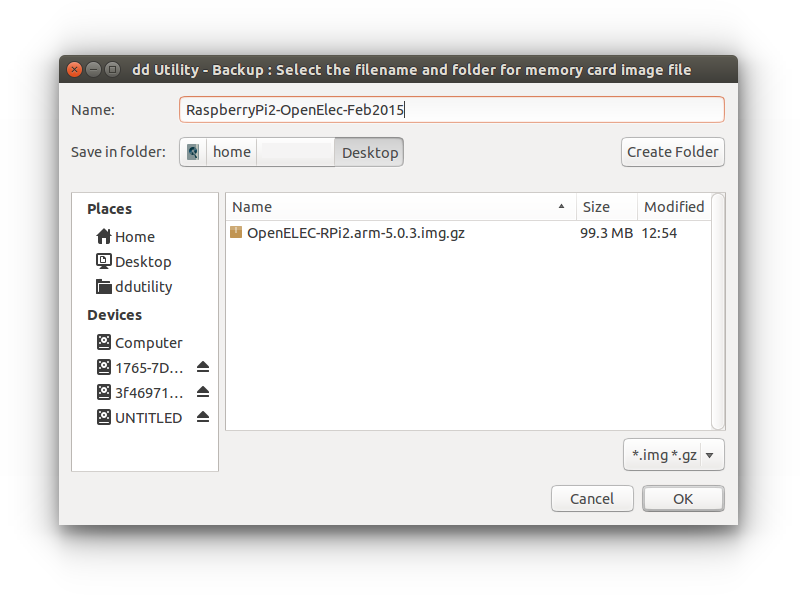 dd Utility - Backup : Select the filename and folder for memory card image file
Name: RaspberryPi2-OpenElec-Feb2015
Save in folder: home Desktop Create Folder
Places
Home
Desktop
ddutility
Devices
Computer
1765-7D...
3f46971...
UNTITLED
Name Size Modified
OpenELEC-RPi2.arm-5.0.3.img.gz 99.3 MB 12:54
*.img *.gz
Cancel OK